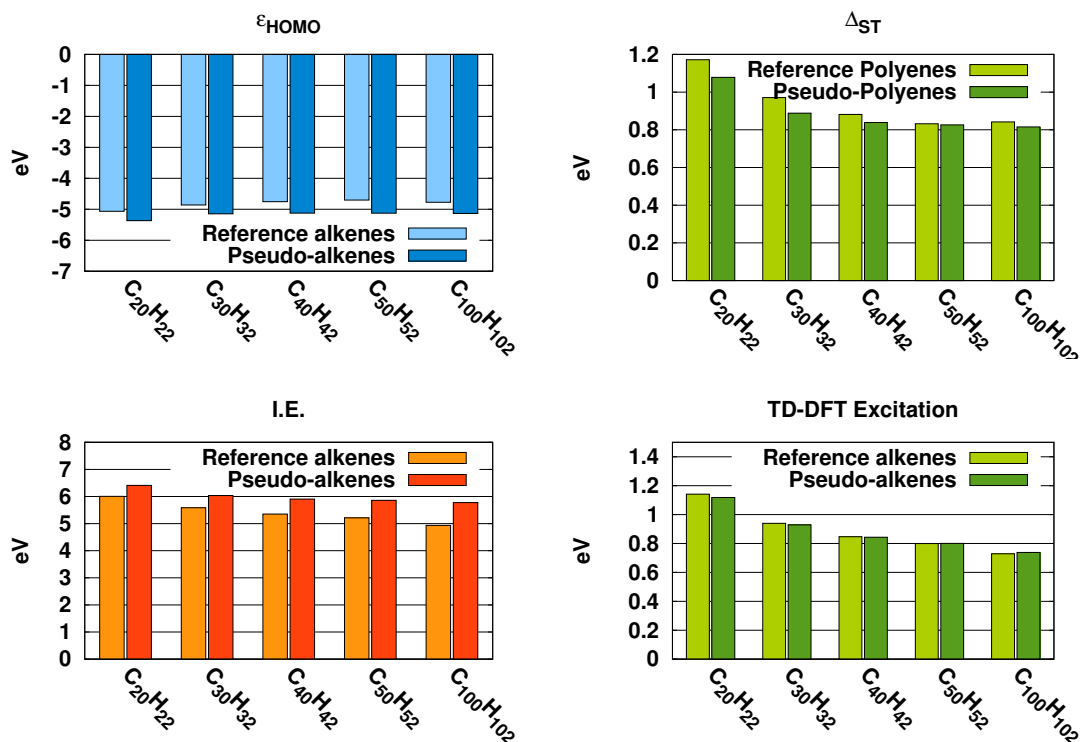 ε_HOMO
0
-1
-2
-3
-4
-5
-6
-7
eV
Reference alkenes
Pseudo-alkenes
C₂₀H₂₂
C₃₀H₃₂
C₄₀H₄₂
C₅₀H₅₂
C₁₀₀H₁₀₂
Δ_ST
1.2
1
0.8
0.6
0.4
0.2
0
eV
Reference Polyenes
Pseudo-Polyenes
C₂₀H₂₂
C₃₀H₃₂
C₄₀H₄₂
C₅₀H₅₂
C₁₀₀H₁₀₂
I.E.
8
7
6
5
4
3
2
1
0
eV
Reference alkenes
Pseudo-alkenes
C₂₀H₂₂
C₃₀H₃₂
C₄₀H₄₂
C₅₀H₅₂
C₁₀₀H₁₀₂
TD-DFT Excitation
1.4
1.2
1
0.8
0.6
0.4
0.2
0
eV
Reference alkenes
Pseudo-alkenes
C₂₀H₂₂
C₃₀H₃₂
C₄₀H₄₂
C₅₀H₅₂
C₁₀₀H₁₀₂